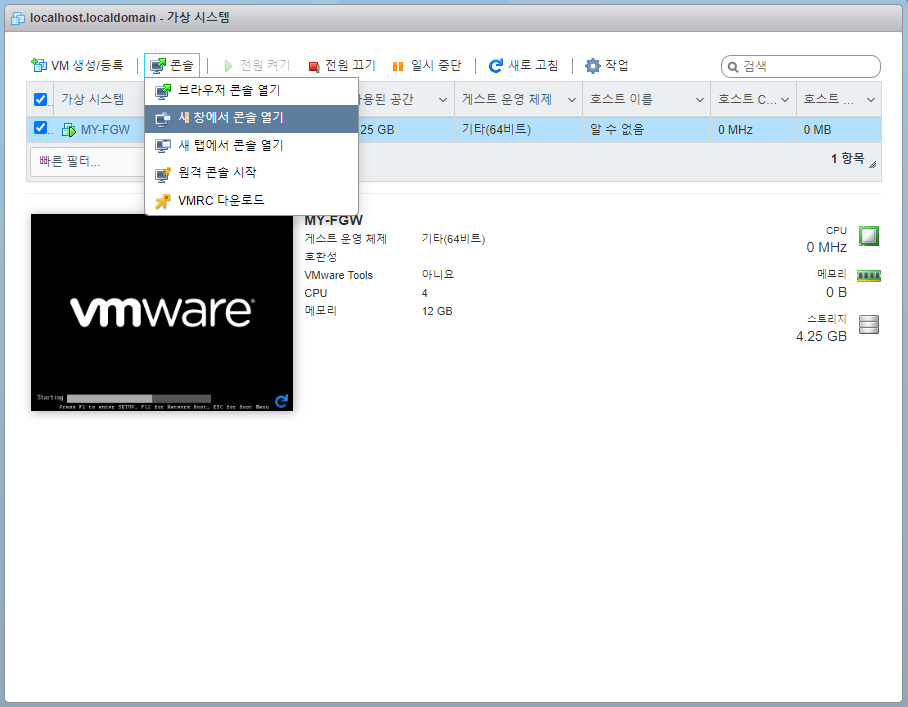 localhost.localdomain - 가상 시스템
VM 생성/등록 콘솔 전원 켜기 전원 끄기 일시 중단 새로 고침 작업 검색
가상 시스템 사용된 공간 게스트 운영 체제 호스트 이름 호스트 C... 호스트 ...
MY-FGW 25 GB 기타(64비트) 알 수 없음 0 MHz 0 MB
빠른 필터... 1 항목
브라우저 콘솔 열기
새 창에서 콘솔 열기
새 탭에서 콘솔 열기
원격 콘솔 시작
VMRC 다운로드
vmware
Starting
Press F2 to enter SETUP, F12 for Network Boot, ESC for Boot Menu
MY-FGW
게스트 운영 체제 기타(64비트)
호환성
VMware Tools 아니요
CPU 4
메모리 12 GB
CPU
0 MHz
메모리
0 B
스토리지
4.25 GB